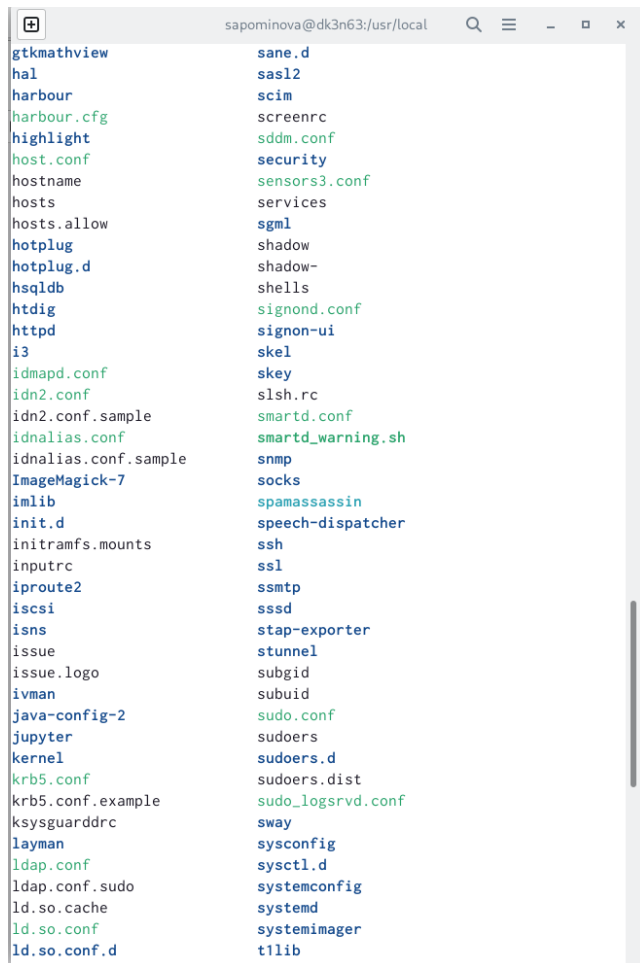 sapominova@dk3n63:/usr/local
gtkmathview sane.d
hal sasl2
harbour scim
harbour.cfg screenrc
highlight sddm.conf
host.conf security
hostname sensors3.conf
hosts services
hosts.allow sgml
hotplug shadow
hotplug.d shadow-
hsqldb shells
htdig signond.conf
httpd signon-ui
i3 skel
idmapd.conf skey
idn2.conf slsh.rc
idn2.conf.sample smartd.conf
idnalias.conf smartd_warning.sh
idnalias.conf.sample snmp
ImageMagick-7 socks
imlib spamassassin
init.d speech-dispatcher
initramfs.mounts ssh
inputrc ssl
iproute2 ssmtp
iscsi sssd
isns stap-exporter
issue stunnel
issue.logo subgid
ivman subuid
java-config-2 sudo.conf
jupyter sudoers
kernel sudoers.d
krb5.conf sudoers.dist
krb5.conf.example sudo_logsrvd.conf
ksysguarddrc sway
layman sysconfig
ldap.conf sysctl.d
ldap.conf.sudo systemconfig
ld.so.cache systemd
ld.so.conf systemimager
ld.so.conf.d t1lib